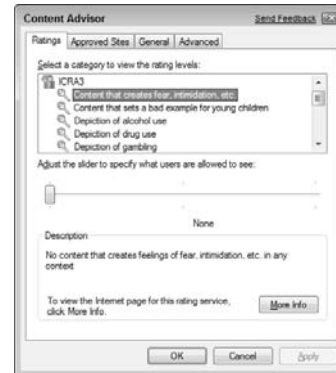 Content Advisor
Send Feedback
Ratings
Approved Sites
General
Advanced
Select a category to view the rating levels:
ICRA3
Content that creates fear, intimidation, etc.
Content that sets a bad example for young children
Depiction of alcohol use
Depiction of drug use
Depiction of gambling
Adjust the slider to specify what users are allowed to see:
None
Description
No content that creates feelings of fear, intimidation, etc. in any
context
To view the Internet page for this rating service,
click More Info.
More Info
OK
Cancel
Apply